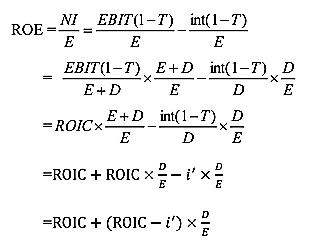 ROE = NI/E = EBIT(1−T)/E − int(1−T)/E
= EBIT(1−T)/E+D × E+D/E − int(1−T)/D × D/E
= ROIC × E+D/E − int(1−T)/D × D/E
=ROIC + ROIC × D/E − i′ × D/E
=ROIC + (ROIC − i′) × D/E